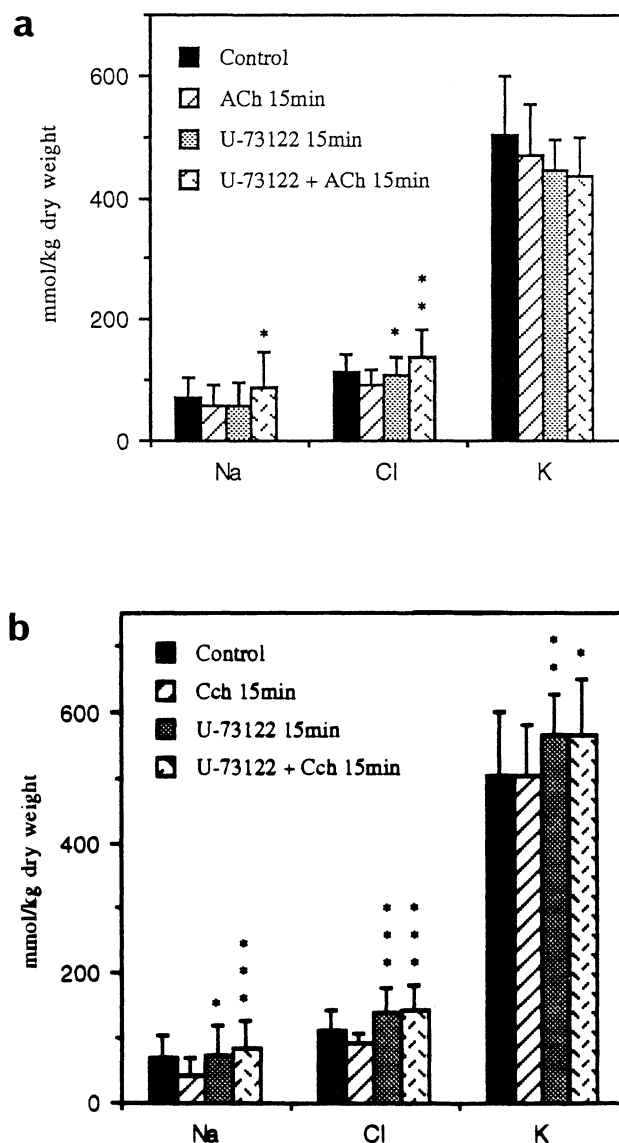 a
mmol/kg dry weight
600
400
200
0
Control
ACh 15min
U-73122 15min
U-73122 + ACh 15min
*
*
*
*
Na
Cl
K
b
mmol/kg dry weight
600
400
200
0
Control
Cch 15min
U-73122 15min
U-73122 + Cch 15min
*
*
*
*
*
*
*
*
*
*
*
*
*
Na
Cl
K